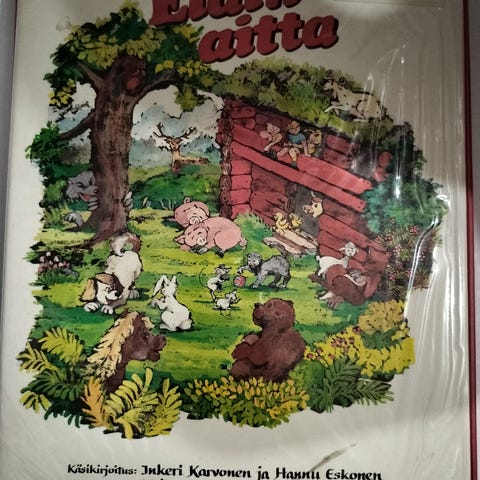 aitta
Käsikirjoitus: Inkeri Karvonen ja Hannu Eskonen